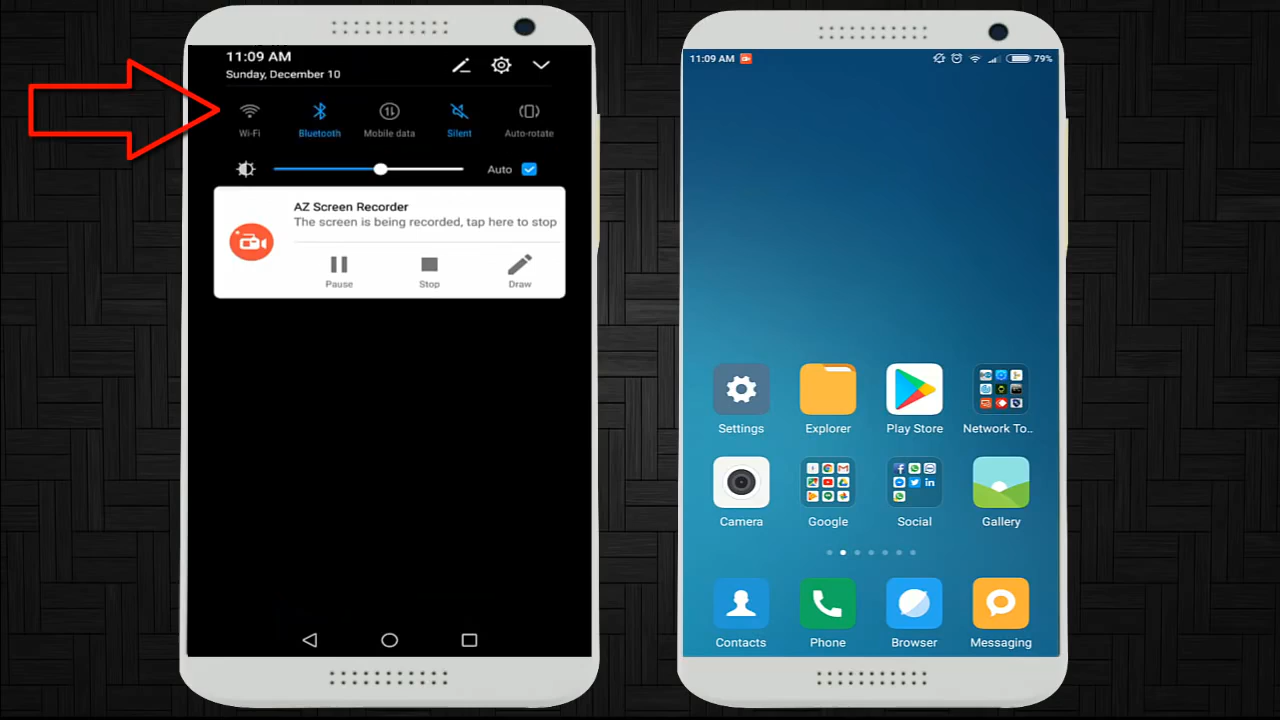 11:09 AM
Sunday, December 10
Wi-Fi
Bluetooth
Mobile data
Silent
Auto-rotate
Auto
AZ Screen Recorder
The screen is being recorded, tap here to stop
Pause
Stop
Draw
11:09 AM
79%
Settings
Explorer
Play Store
Network To..
Camera
Google
Social
Gallery
Contacts
Phone
Browser
Messaging